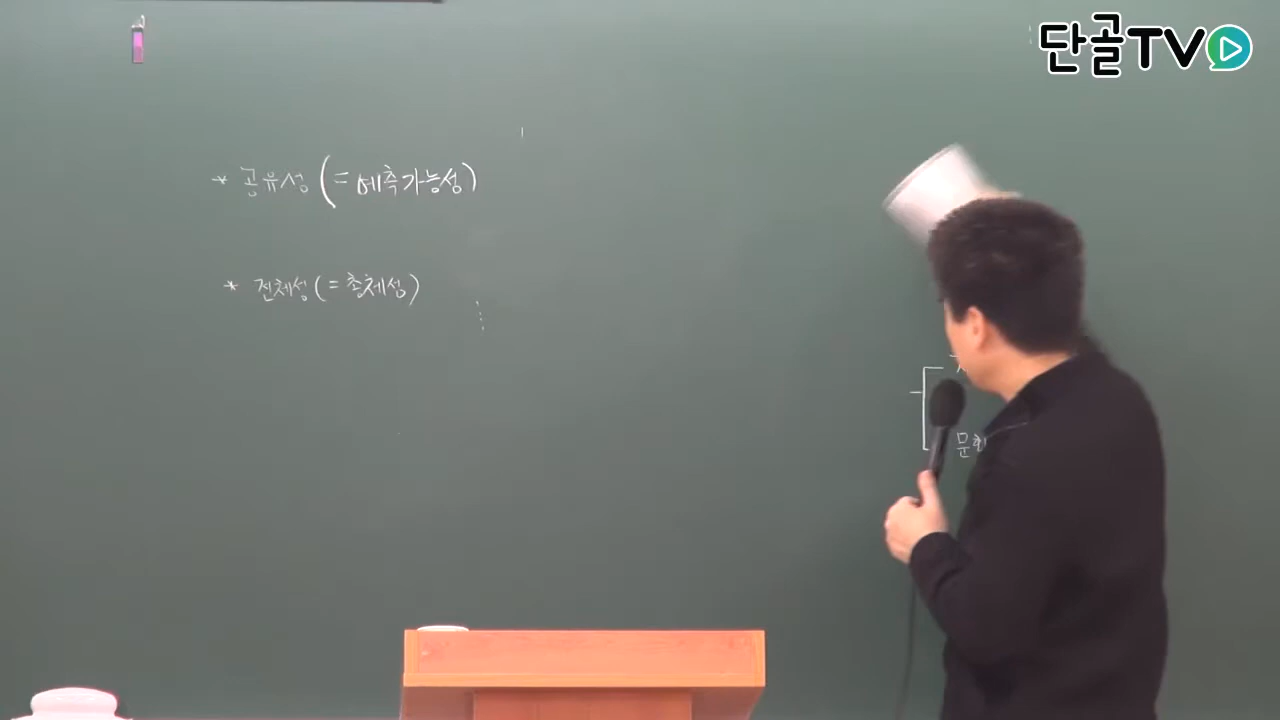 단골TV
* 공유성 (= 예측가능성)
* 전체성 (= 총체성)
문화